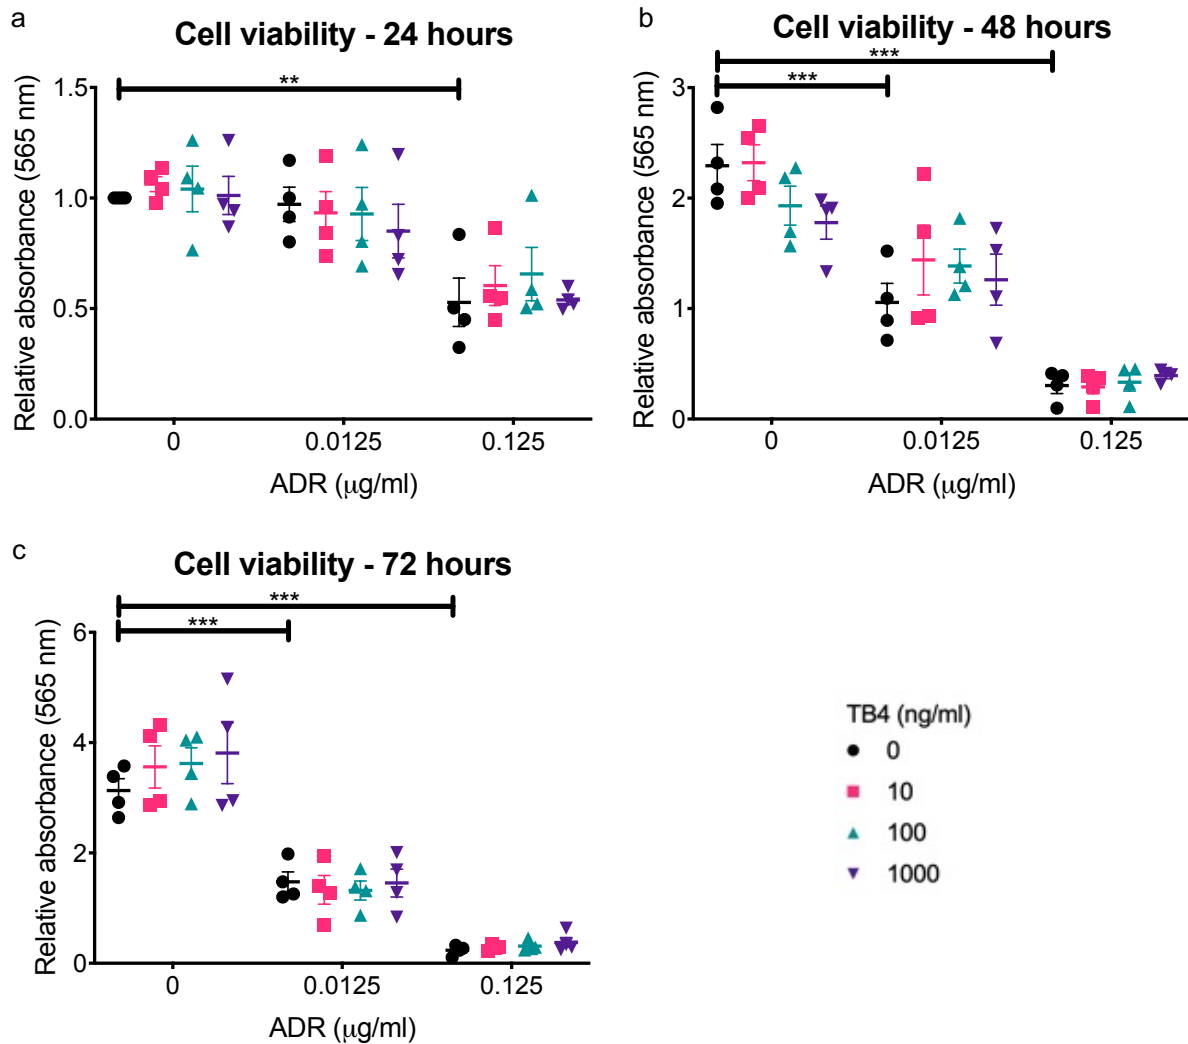 a
Cell viability - 24 hours
**
Relative absorbance (565 nm)
1.5
1.0
0.5
0.0
0 0.0125 0.125
ADR (μg/ml)
b
Cell viability - 48 hours
***
***
Relative absorbance (565 nm)
3
2
1
0
0 0.0125 0.125
ADR (μg/ml)
c
Cell viability - 72 hours
***
***
Relative absorbance (565 nm)
6
4
2
0
0 0.0125 0.125
ADR (μg/ml)
TB4 (ng/ml)
0
10
100
1000